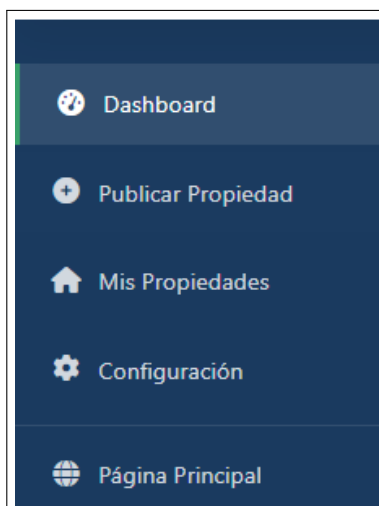 Dashboard
Publicar Propiedad
Mis Propiedades
Configuración
Página Principal